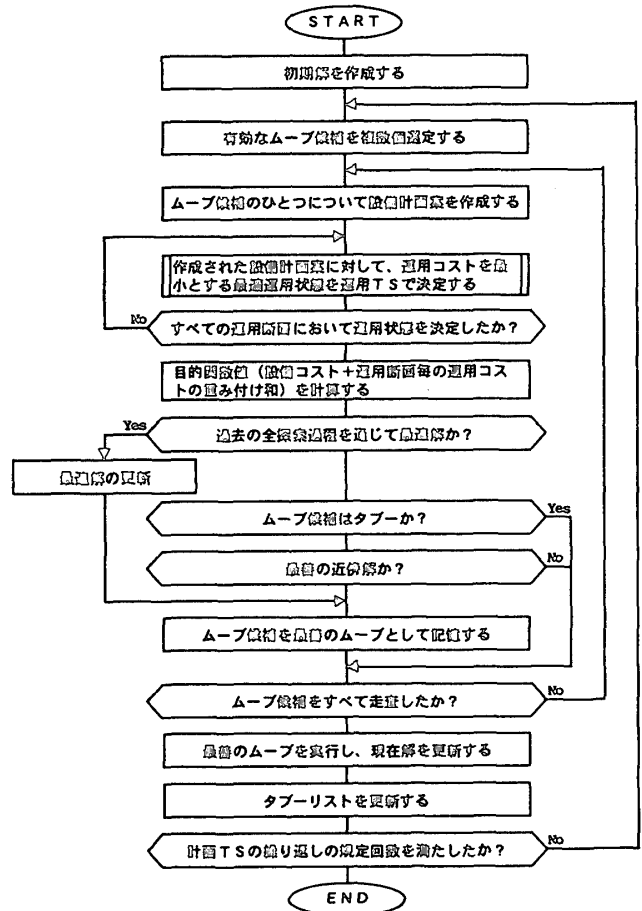 START
初期解を作成する
有効なムーブ候補を複数個選定する
ムーブ候補のひとつについて設備計画案を作成する
作成された設備計画案に対して、運用コストを最
小とする最適運用状態を運用TSで決定する
No
すべての運用断面において運用状態を決定したか?
目的関数値(設備コスト+運用断面毎の運用コス
トの重み付け和)を計算する
Yes
過去の全探索過程を通じて最適解か?
最適解の更新
ムーブ候補はタブーか?
Yes
最善の近傍解か?
No
ムーブ候補を最善のムーブとして記憶する
ムーブ候補をすべて走査したか?
No
最善のムーブを実行し、現在解を更新する
タブーリストを更新する
計画TSの繰り返しの規定回数を満たしたか?
No
END